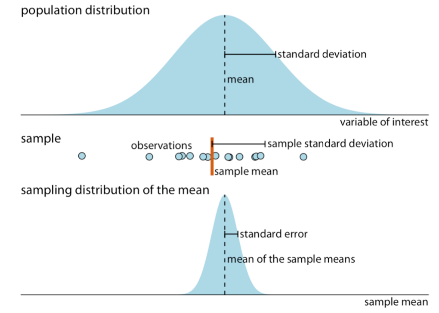 population distribution
standard deviation
mean
variable of interest
sample
observations
sample standard deviation
sample mean
sampling distribution of the mean
standard error
mean of the sample means
sample mean